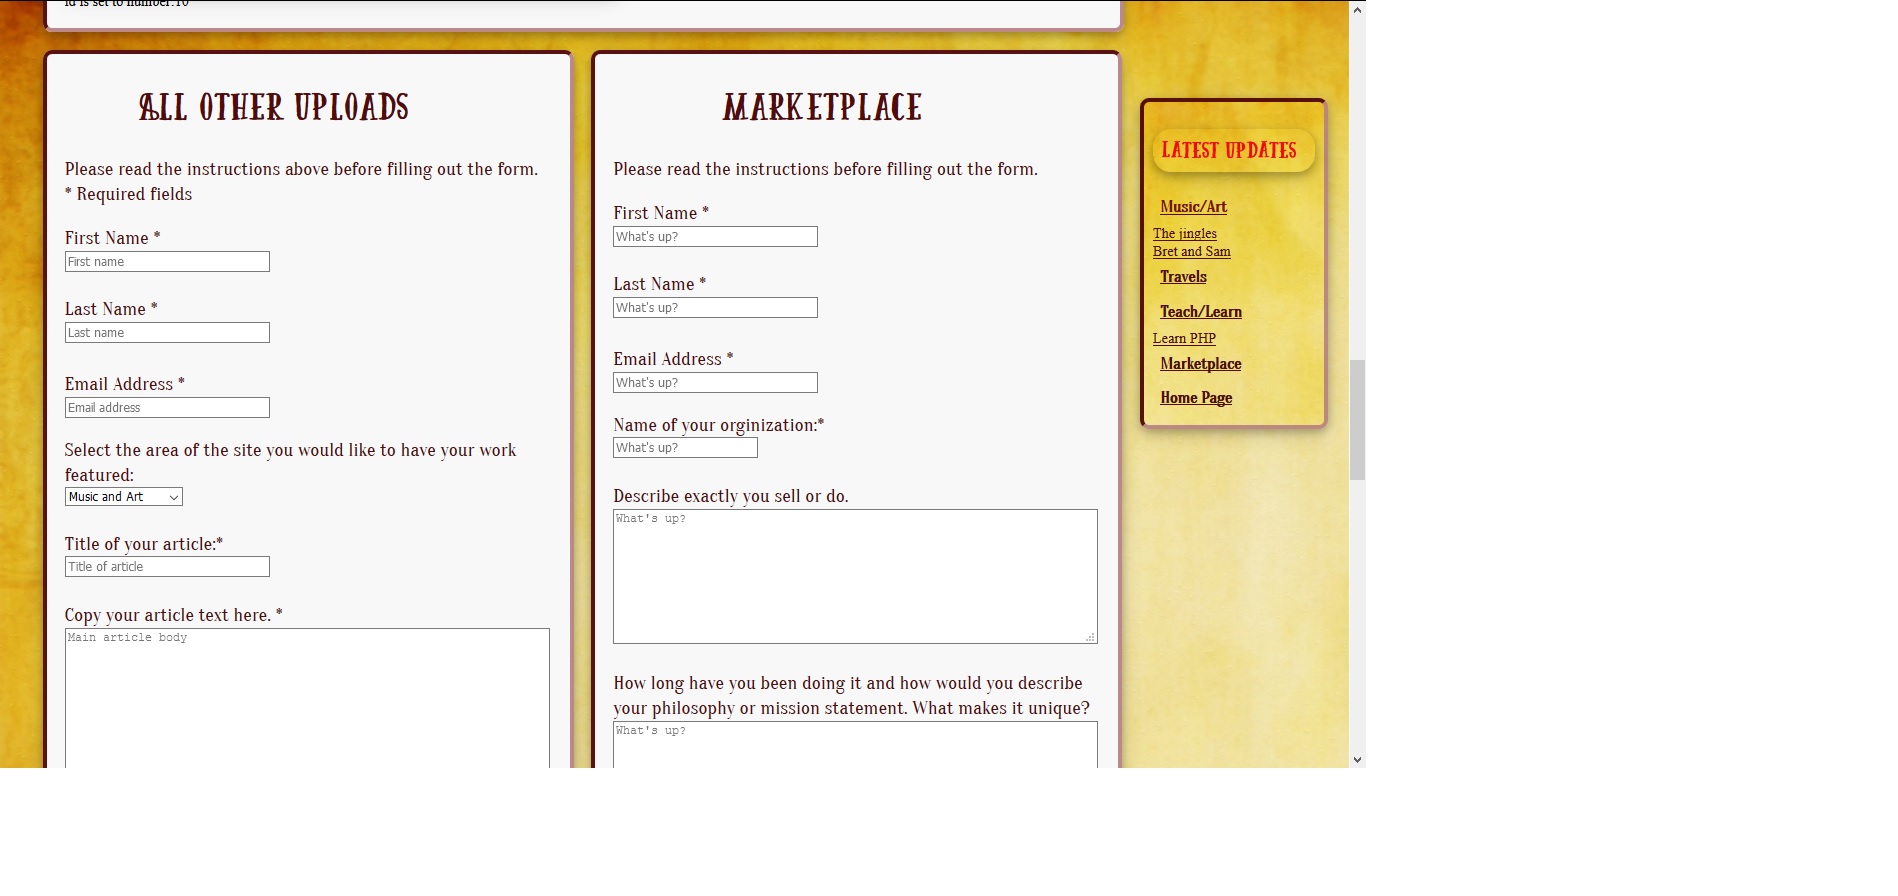 id is set to number:10
ALL OTHER UPLOADS
Please read the instructions above before filling out the form.
* Required fields
First Name *
First name
Last Name *
Last name
Email Address *
Email address
Select the area of the site you would like to have your work
featured:
Music and Art
Title of your article:*
Title of article
Copy your article text here. *
Main article body
MARKETPLACE
Please read the instructions before filling out the form.
First Name *
What's up?
Last Name *
What's up?
Email Address *
What's up?
Name of your orginization:*
What's up?
Describe exactly you sell or do.
What's up?
How long have you been doing it and how would you describe
your philosophy or mission statement. What makes it unique?
What's up?
LATEST UPDATES
Music/Art
The jingles
Bret and Sam
Travels
Teach/Learn
Learn PHP
Marketplace
Home Page